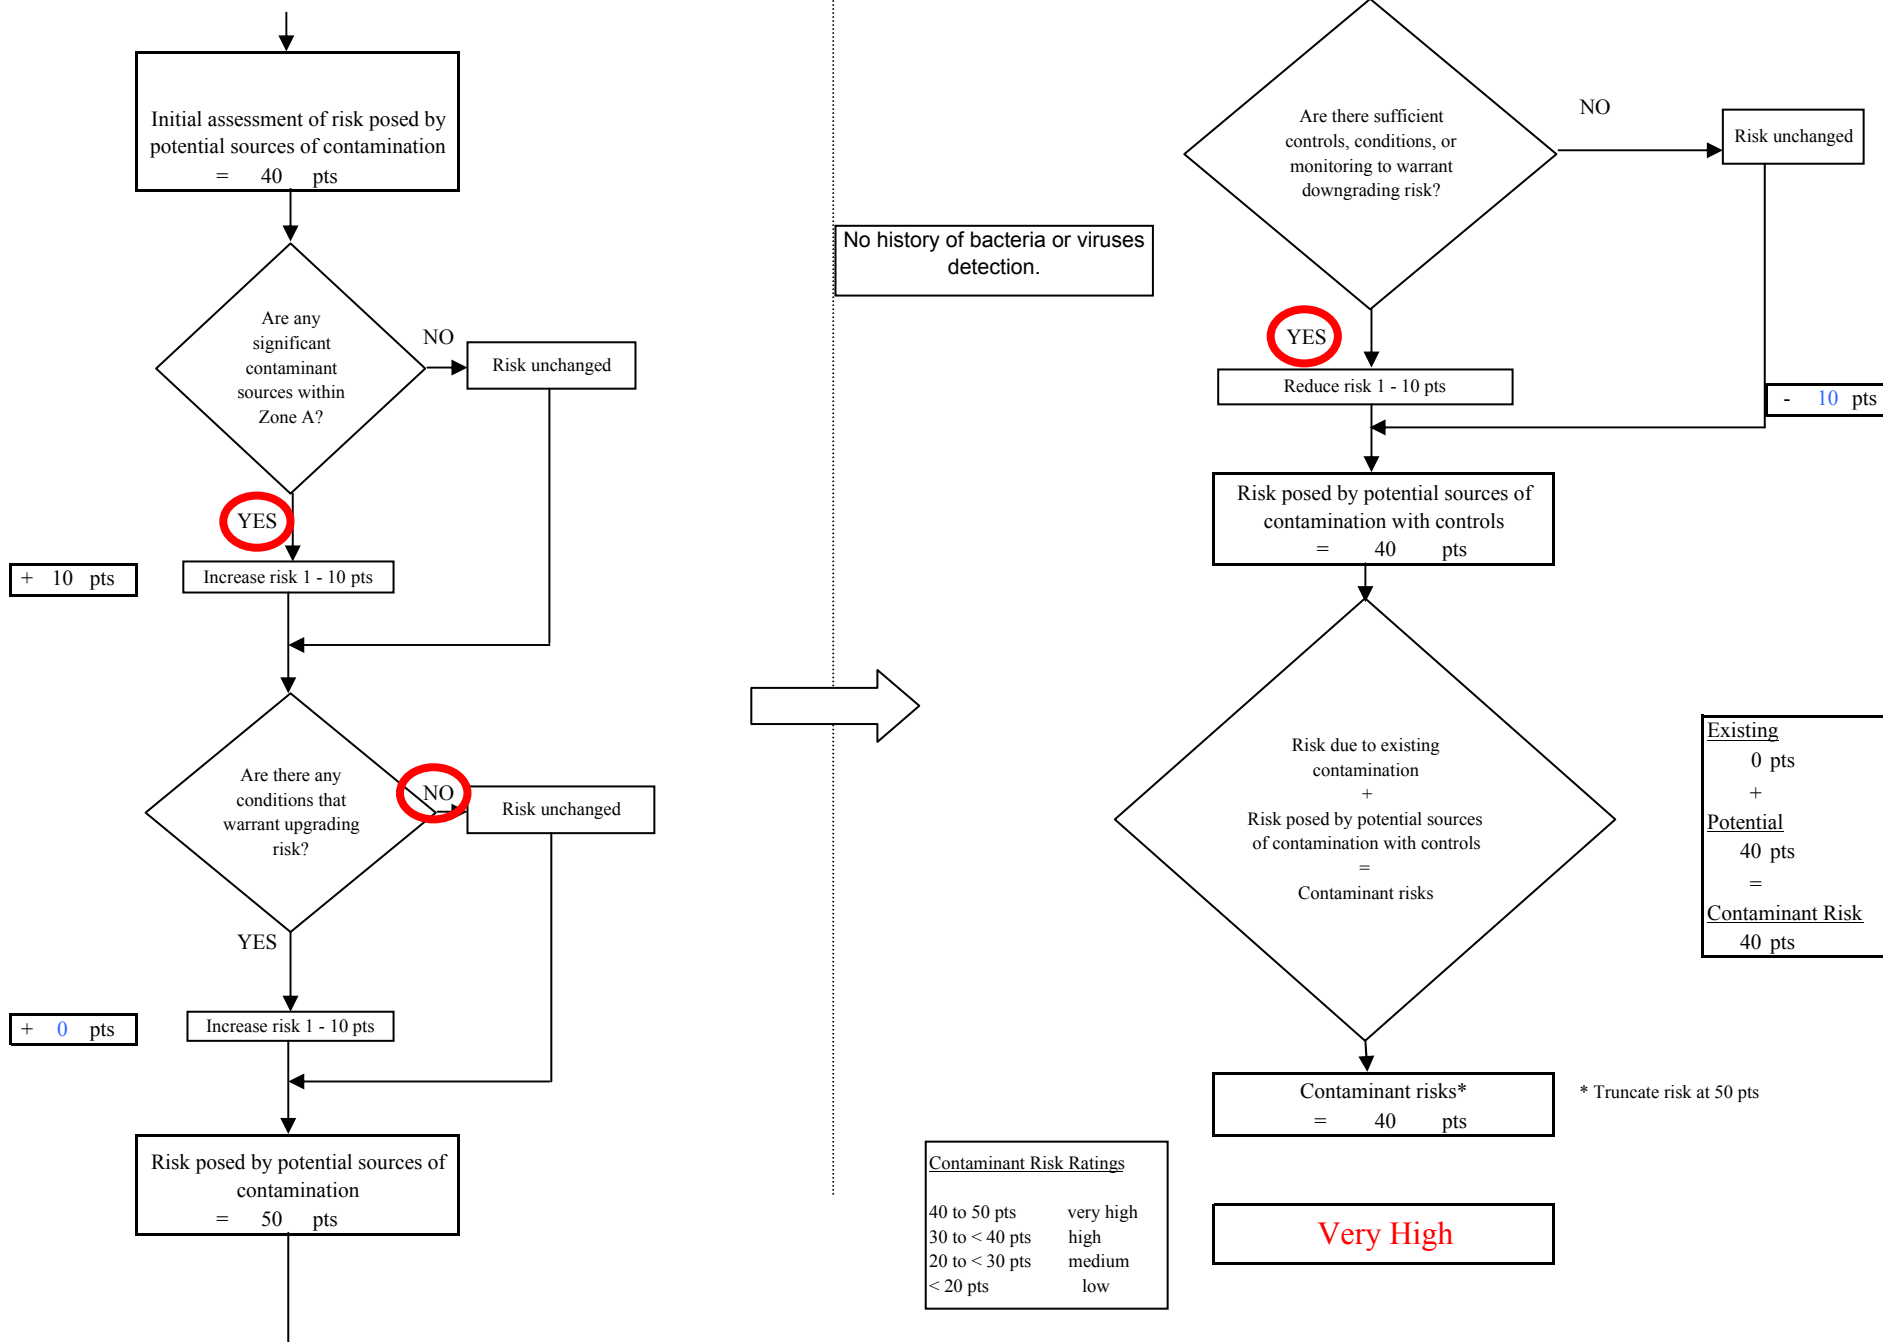 Initial assessment of risk posed by
potential sources of contamination
= 40 pts
Are any
significant
contaminant
sources within
Zone A?
NO
Risk unchanged
YES
+ 10 pts
Increase risk 1 - 10 pts
Are there any
conditions that
warrant upgrading
risk?
NO
Risk unchanged
YES
+ 0 pts
Increase risk 1 - 10 pts
Risk posed by potential sources of
contamination
= 50 pts
Are there sufficient
controls, conditions, or
monitoring to warrant
downgrading risk?
NO
Risk unchanged
No history of bacteria or viruses
detection.
YES
Reduce risk 1 - 10 pts
- 10 pts
Risk posed by potential sources of
contamination with controls
= 40 pts
Risk due to existing
contamination
+
Risk posed by potential sources
of contamination with controls
=
Contaminant risks
Existing
0 pts
+
Potential
40 pts
=
Contaminant Risk
40 pts
Contaminant risks*
= 40 pts
* Truncate risk at 50 pts
Contaminant Risk Ratings
40 to 50 pts very high
30 to < 40 pts high
20 to < 30 pts medium
< 20 pts low
Very High